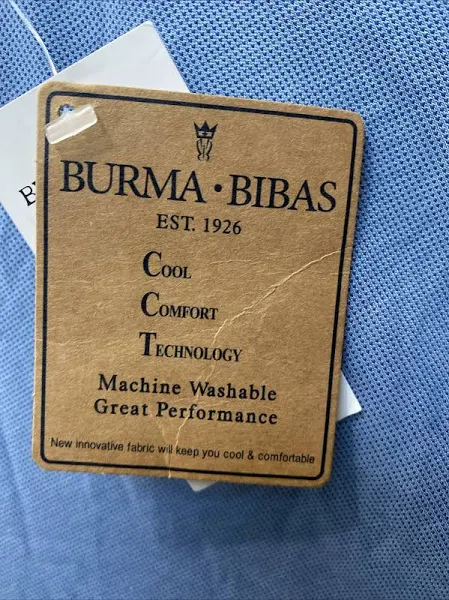 BURMA · BIBAS
EST. 1926
COOL
COMFORT
TECHNOLOGY
Machine Washable
Great Performance
New innovative fabric will keep you cool & comfortable